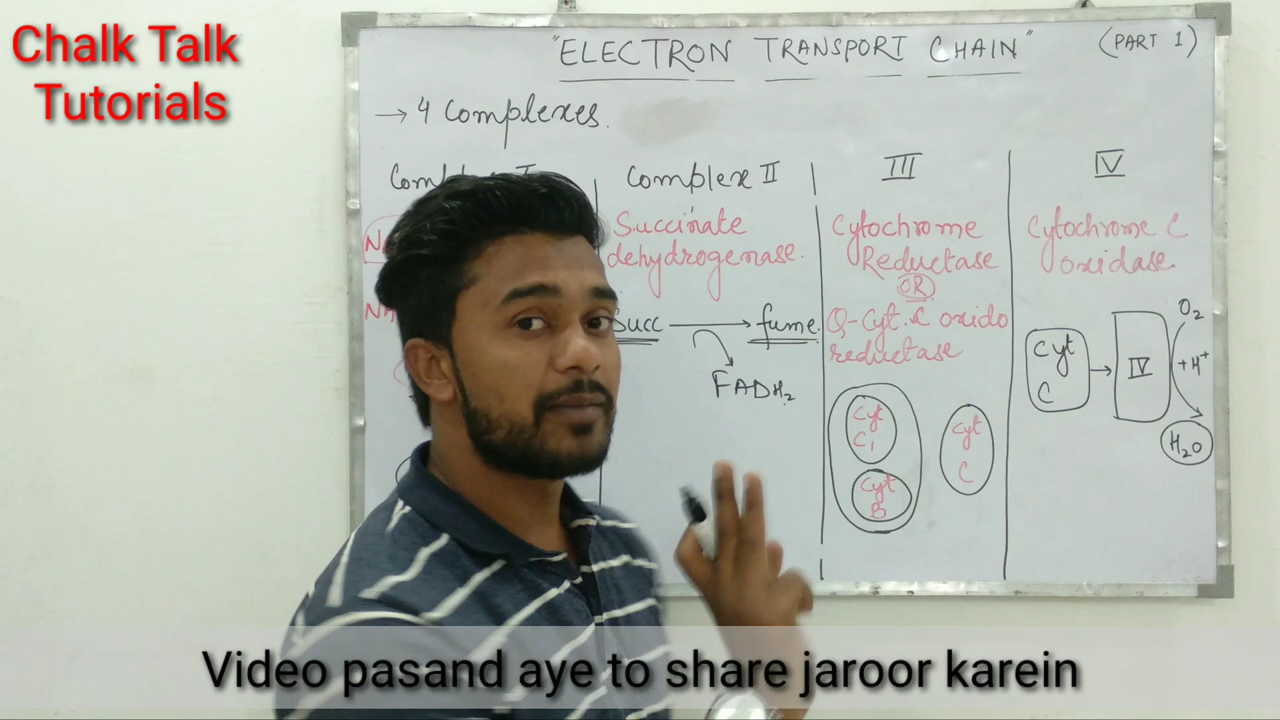 Chalk Talk
Tutorials
"ELECTRON TRANSPORT CHAIN"
(PART 1)
→ 4 Complexes.
Complex II
Succinate
dehydrogenase.
Succ → fume.
FADH2
III
Cytochrome
Reductase
OR
Q-Cyt. C oxido
reductase
Cyt
C1
Cyt
B
Cyt
C
IV
Cytochrome C
oxidase.
Cyt
C
→ IV
O2
+H+
H2O
Video pasand aye to share jaroor karein